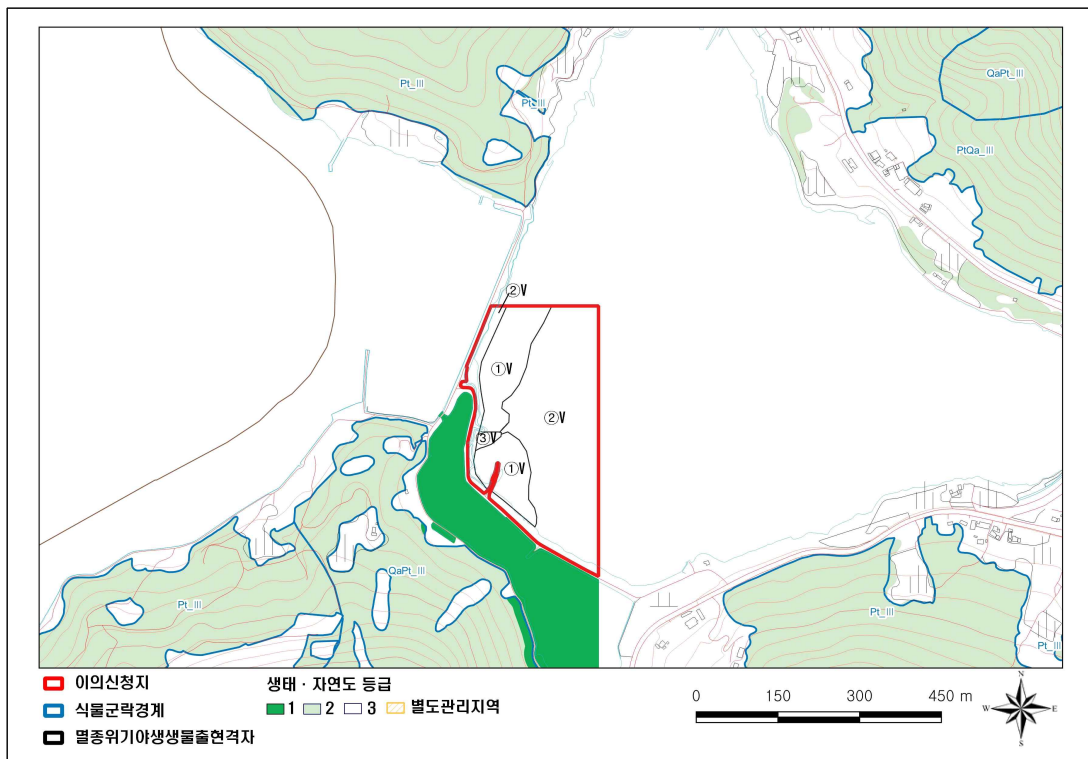 Pt_III
Pt_III
QaPt_III
PtQa_III
②V
①V
②V
③V
①V
QaPt_III
Pt_III
Pt_III
Pt_III
이의신청지
식물군락경계
멸종위기야생생물출현격자
생태 · 자연도 등급
1 2 3 별도관리지역
0 150 300 450 m
N
W E
S